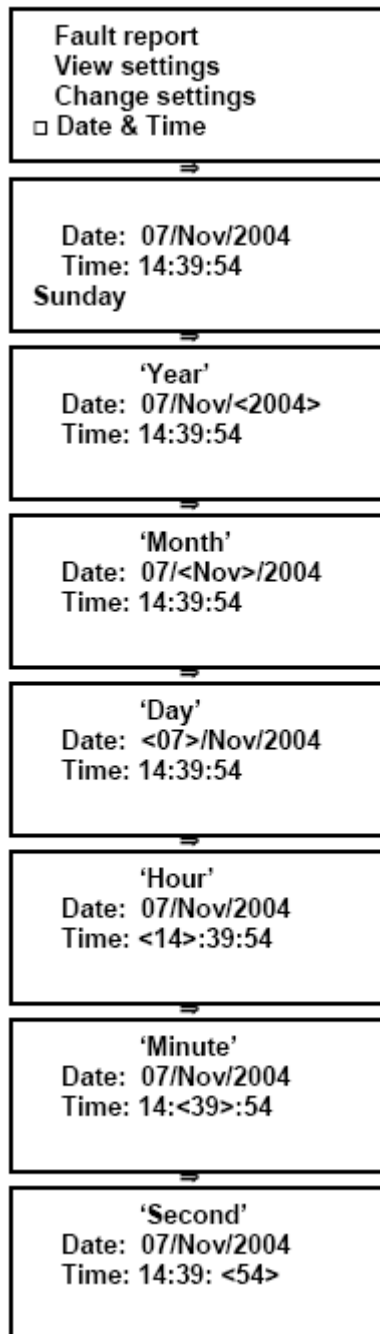 Fault report
View settings
Change settings
□ Date & Time
⇒
Date: 07/Nov/2004
Time: 14:39:54
Sunday
⇒
‘Year’
Date: 07/Nov/<2004>
Time: 14:39:54
⇒
‘Month’
Date: 07/<Nov>/2004
Time: 14:39:54
⇒
‘Day’
Date: <07>/Nov/2004
Time: 14:39:54
⇒
‘Hour’
Date: 07/Nov/2004
Time: <14>:39:54
⇒
‘Minute’
Date: 07/Nov/2004
Time: 14:<39>:54
⇒
‘Second’
Date: 07/Nov/2004
Time: 14:39: <54>